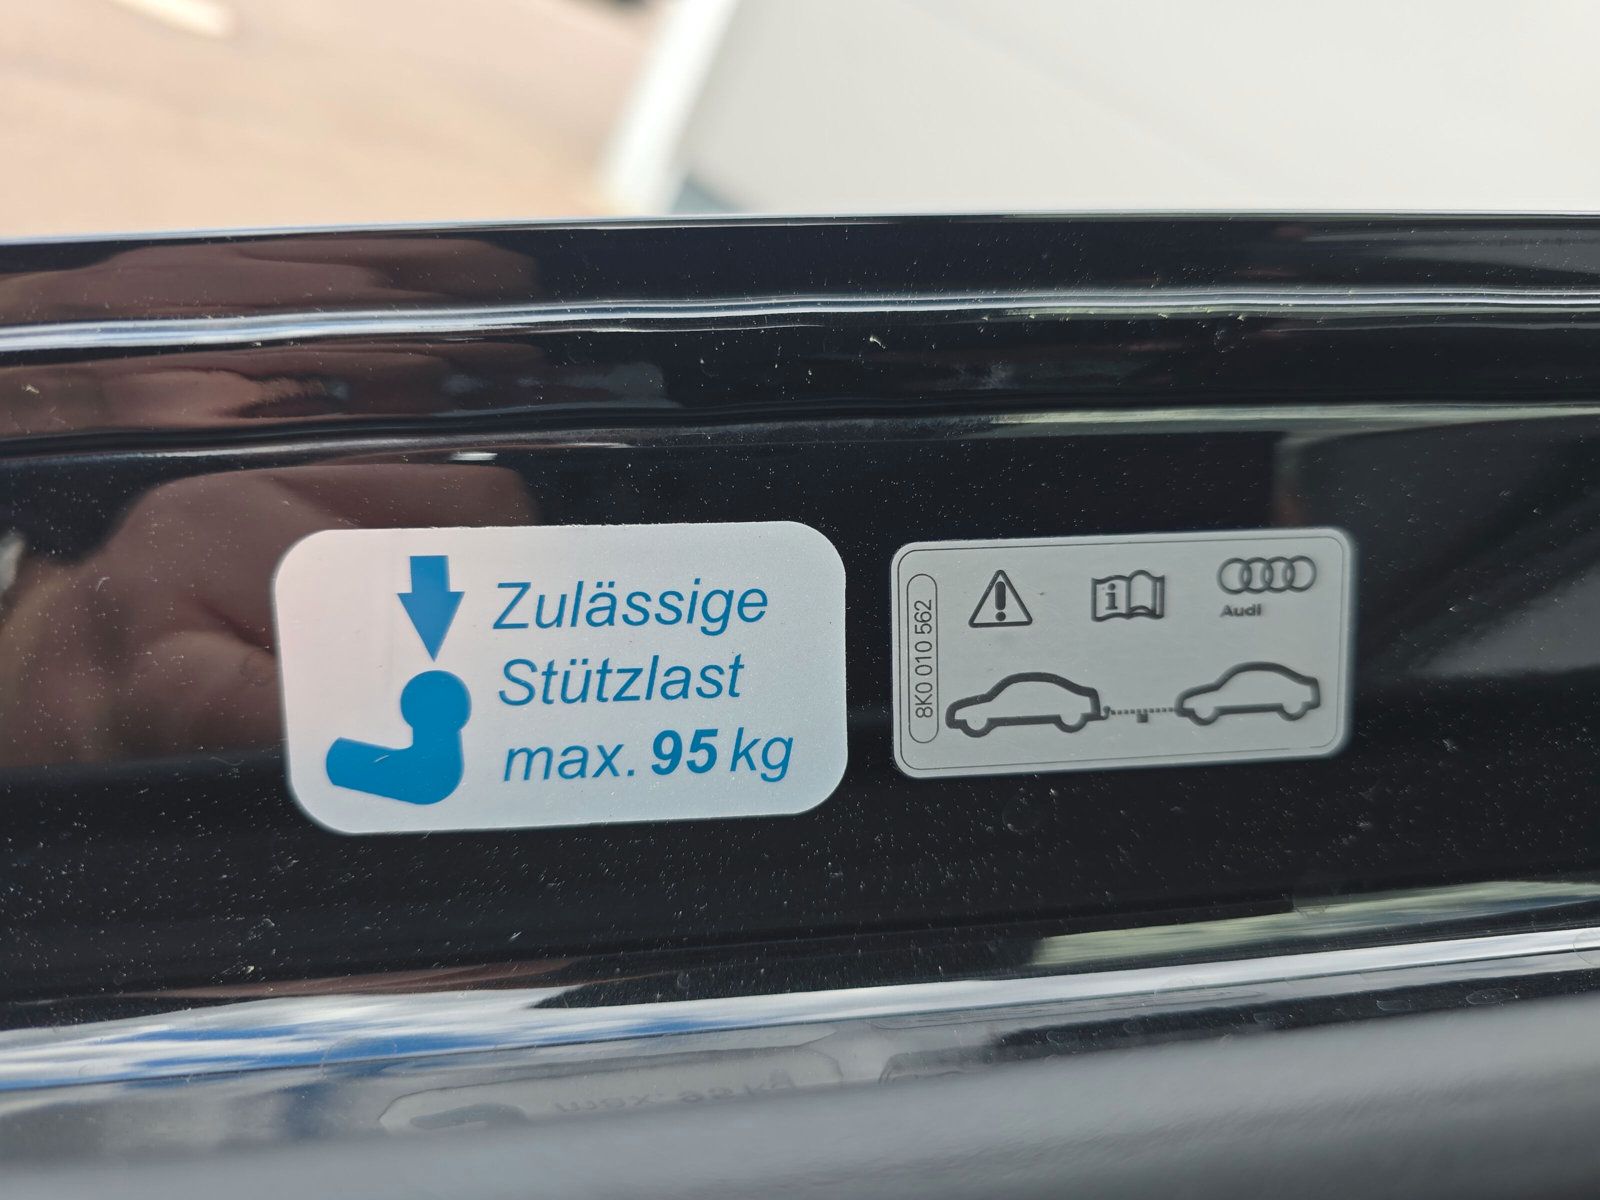 Zulässige
Stützlast
max. 95 kg
8K0 010 562
i
Audi